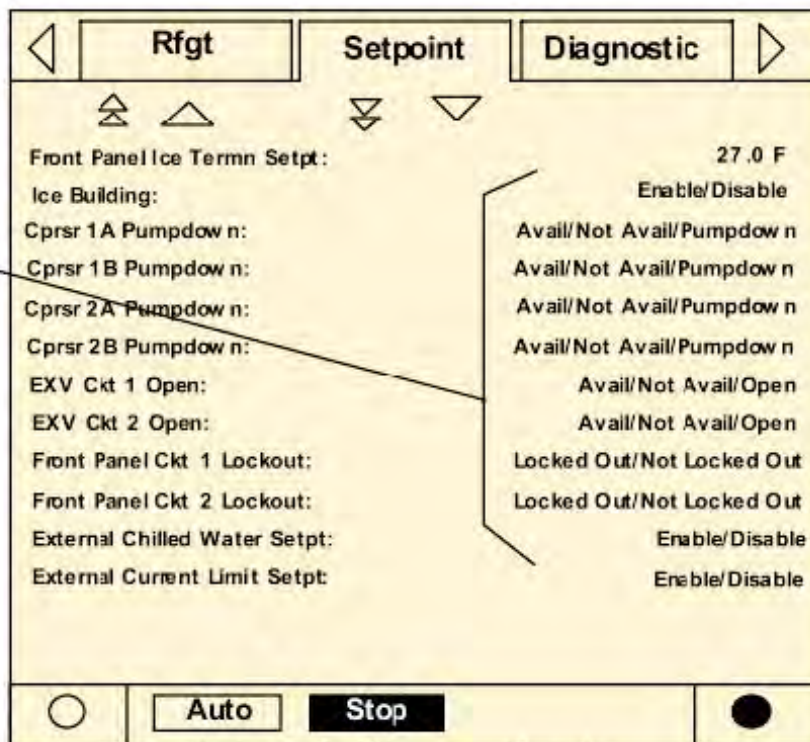 Rfgt Setpoint Diagnostic
Front Panel Ice Termn Setpt: 27.0 F
Ice Building: Enable/Disable
Cprsr 1A Pumpdown: Avail/Not Avail/Pumpdown
Cprsr 1B Pumpdown: Avail/Not Avail/Pumpdown
Cprsr 2A Pumpdown: Avail/Not Avail/Pumpdown
Cprsr 2B Pumpdown: Avail/Not Avail/Pumpdown
EXV Ckt 1 Open: Avail/Not Avail/Open
EXV Ckt 2 Open: Avail/Not Avail/Open
Front Panel Ckt 1 Lockout: Locked Out/Not Locked Out
Front Panel Ckt 2 Lockout: Locked Out/Not Locked Out
External Chilled Water Setpt: Enable/Disable
External Current Limit Setpt: Enable/Disable
Auto Stop